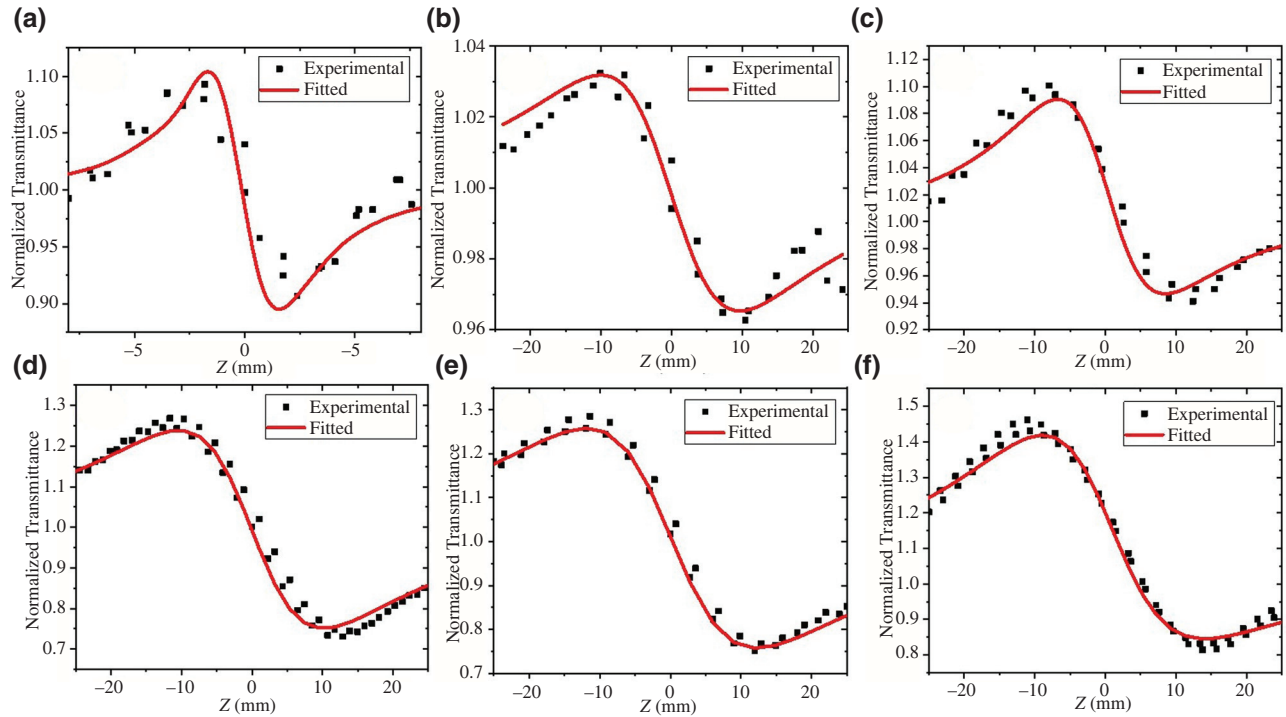 (a)
Normalized Transmittance
1.10
1.05
1.00
0.95
0.90
Experimental
Fitted
−5
0
−5
Z (mm)
(b)
Normalized Transmittance
1.04
1.02
1.00
0.98
0.96
Experimental
Fitted
−20
−10
0
10
20
Z (mm)
(c)
Normalized Transmittance
1.12
1.10
1.08
1.06
1.04
1.02
1.00
0.98
0.96
0.94
0.92
Experimental
Fitted
−20
−10
0
10
20
Z (mm)
(d)
Normalized Transmittance
1.3
1.2
1.1
1.0
0.9
0.8
0.7
Experimental
Fitted
−20
−10
0
10
20
Z (mm)
(e)
Normalized Transmittance
1.3
1.2
1.1
1.0
0.9
0.8
0.7
Experimental
Fitted
−20
−10
0
10
20
Z (mm)
(f)
Normalized Transmittance
1.5
1.4
1.3
1.2
1.1
1.0
0.9
0.8
Experimental
Fitted
−20
−10
0
10
20
Z (mm)